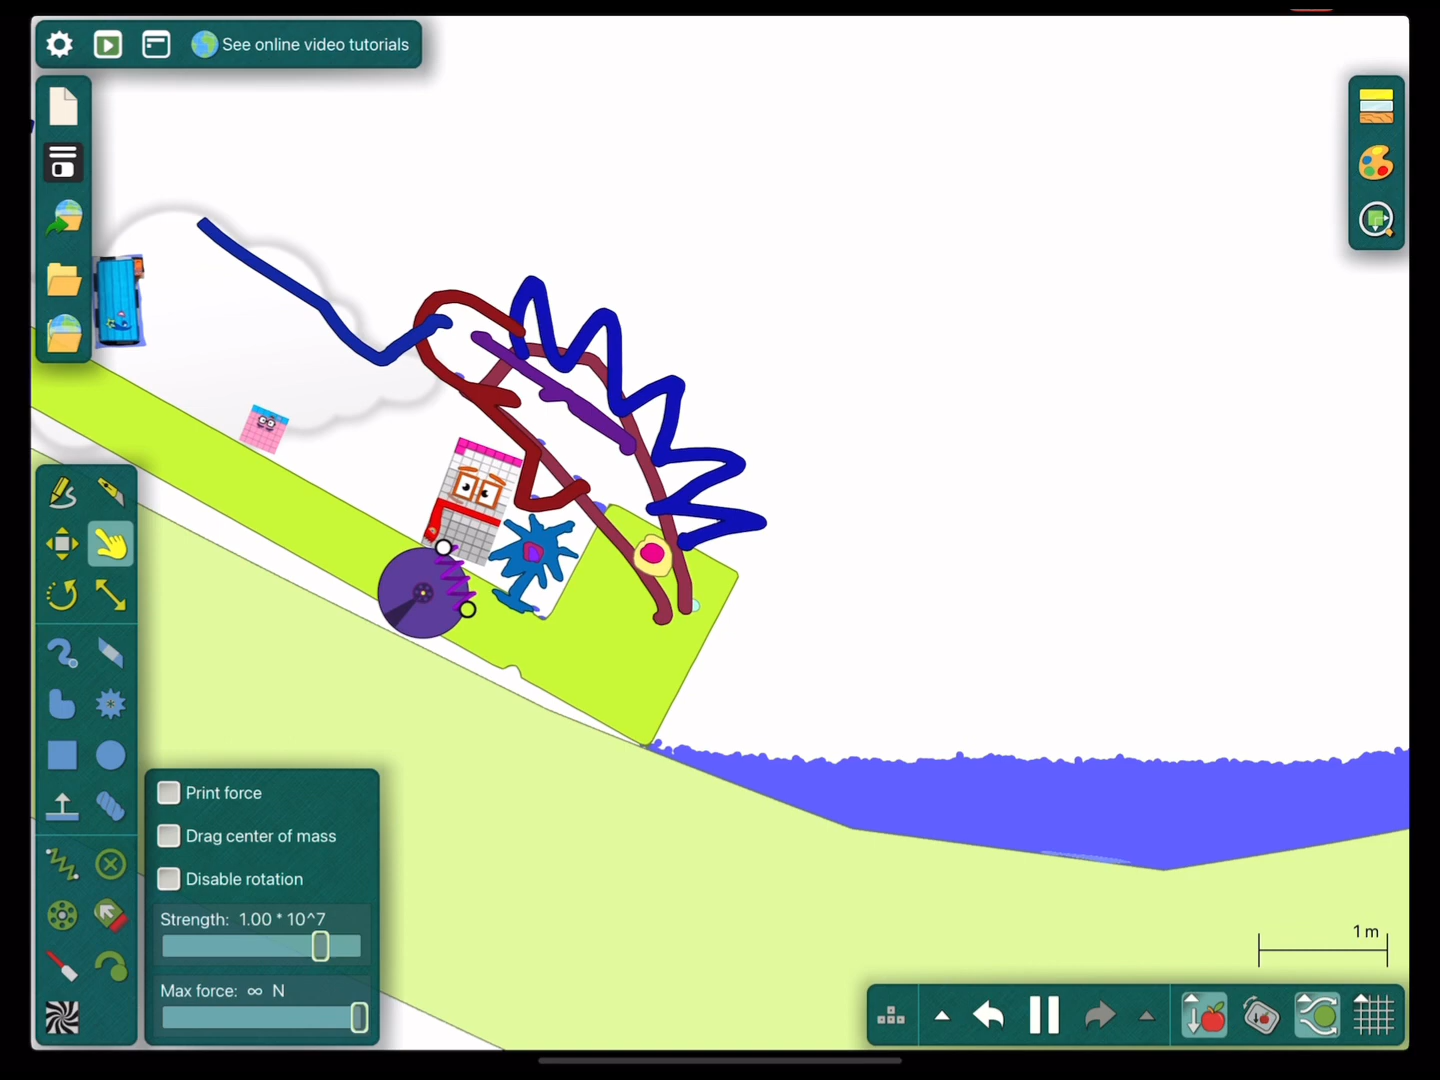 See online video tutorials
Print force
Drag center of mass
Disable rotation
Strength: 1.00 * 10^7
Max force: ∞ N
1 m